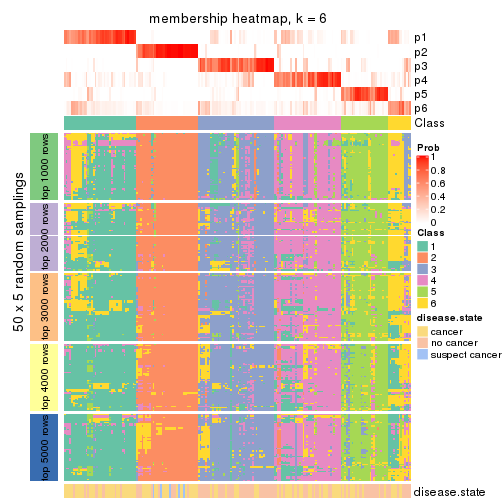 membership heatmap, k = 6
p1
p2
p3
p4
p5
p6
Class
50 x 5 random samplings
top 1000 rows
top 2000 rows
top 3000 rows
top 4000 rows
top 5000 rows
Prob
1
0.8
0.6
0.4
0.2
0
Class
1
2
3
4
5
6
disease.state
cancer
no cancer
suspect cancer
disease.state